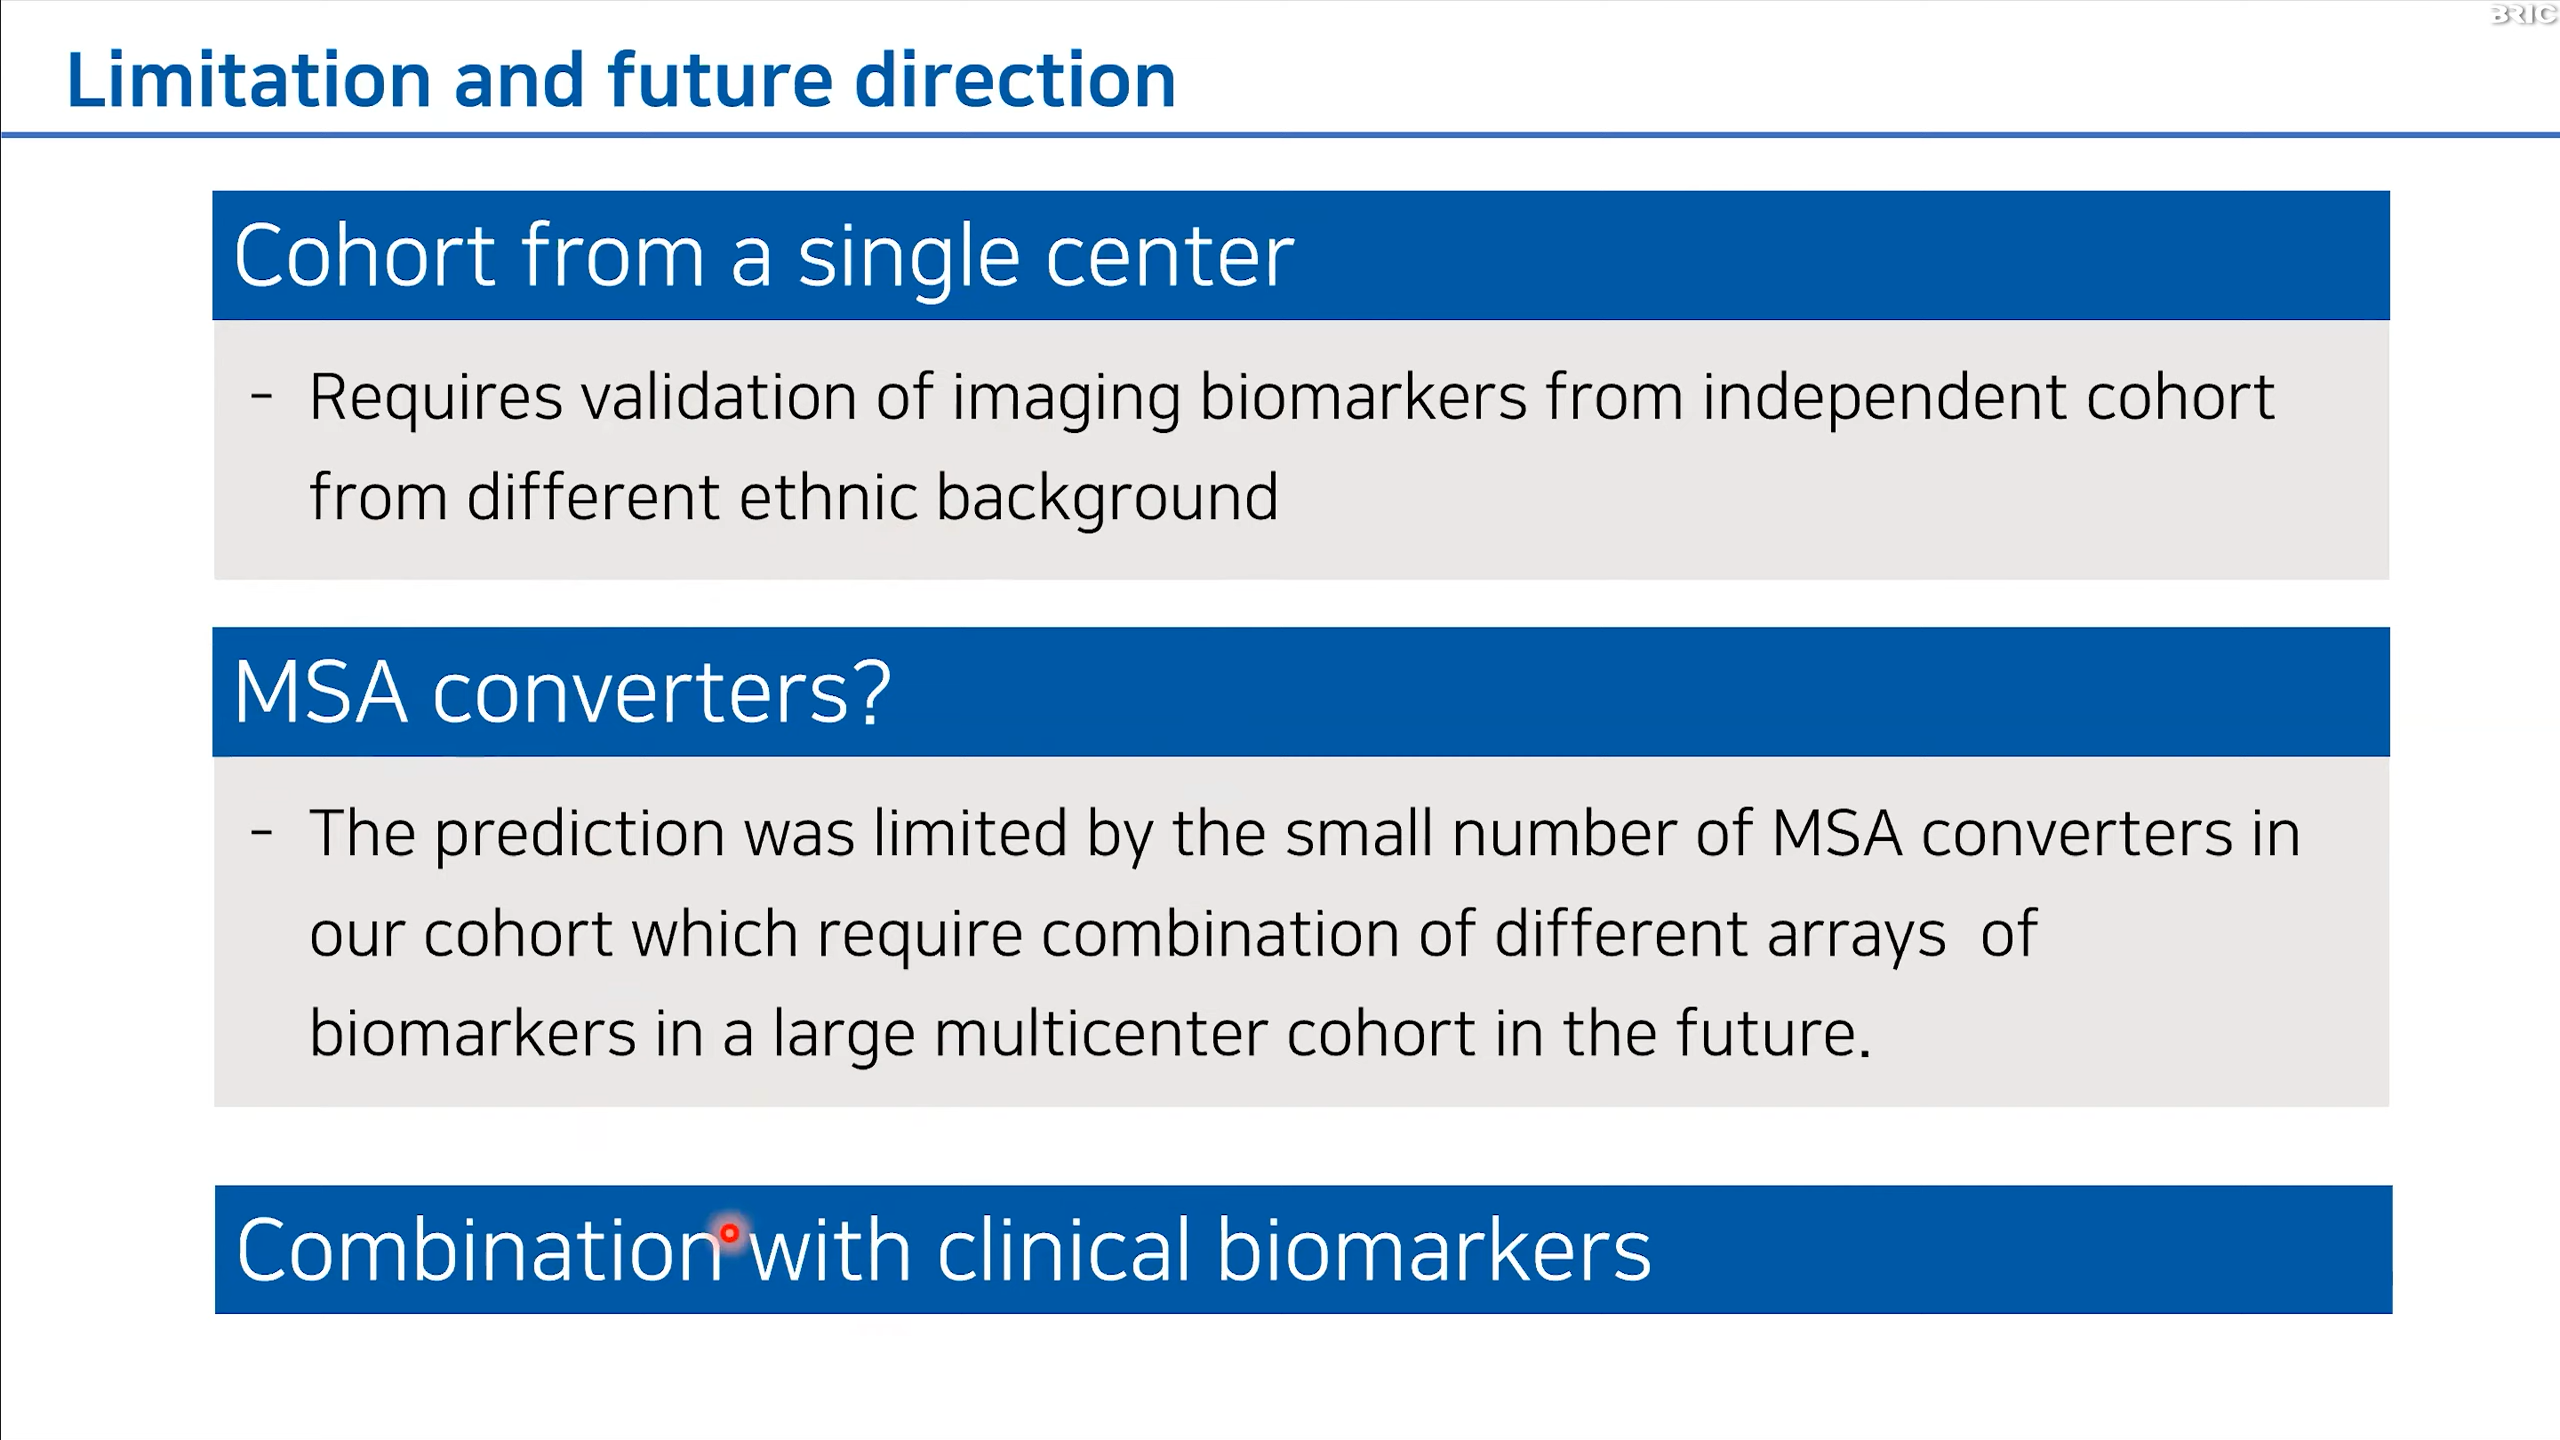 BRIC
Limitation and future direction
Cohort from a single center
- Requires validation of imaging biomarkers from independent cohort
from different ethnic background
MSA converters?
- The prediction was limited by the small number of MSA converters in
our cohort which require combination of different arrays  of
biomarkers in a large multicenter cohort in the future.
Combination with clinical biomarkers